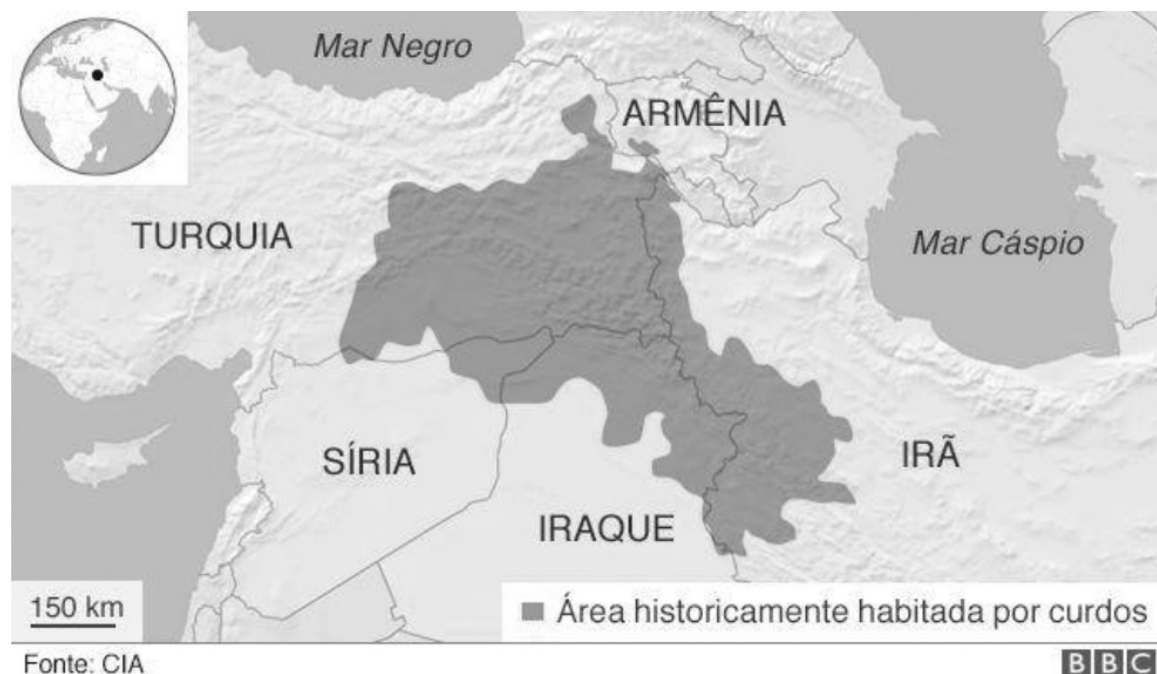 Mar Negro
ARMÊNIA
TURQUIA
Mar Cáspio
SÍRIA
IRÃ
IRAQUE
150 km
Área historicamente habitada por curdos
Fonte: CIA
BBC